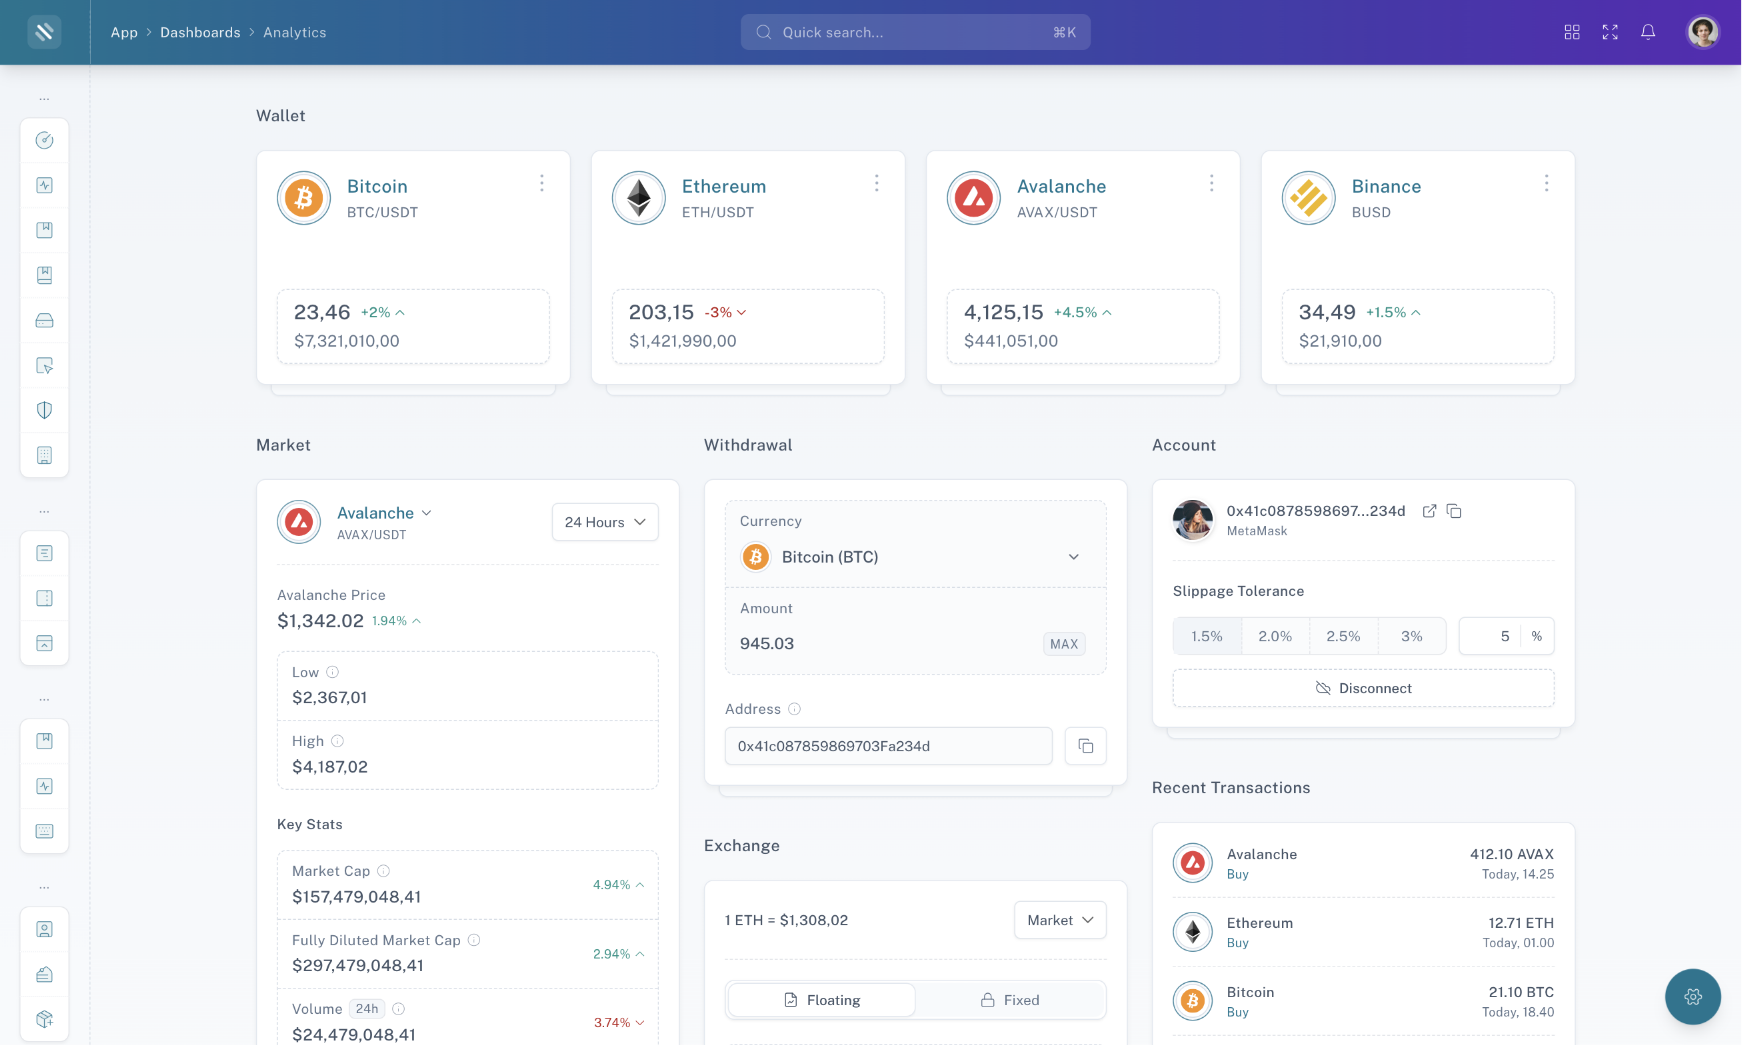 App > Dashboards > Analytics
Quick search...
⌘K
...
...
...
...
Wallet
Bitcoin
BTC/USDT
23,46 +2%
$7,321,010,00
Ethereum
ETH/USDT
203,15 -3%
$1,421,990,00
Avalanche
AVAX/USDT
4,125,15 +4.5%
$441,051,00
Binance
BUSD
34,49 +1.5%
$21,910,00
Market
Avalanche
AVAX/USDT
24 Hours
Avalanche Price
$1,342.02 1.94%
Low
$2,367,01
High
$4,187,02
Key Stats
Market Cap
$157,479,048,41
4.94%
Fully Diluted Market Cap
$297,479,048,41
2.94%
Volume 24h
$24,479,048,41
3.74%
Withdrawal
Currency
Bitcoin (BTC)
Amount
945.03
MAX
Address
0x41c087859869703Fa234d
Exchange
1 ETH = $1,308,02
Market
Floating
Fixed
Account
0x41c0878598697...234d
MetaMask
Slippage Tolerance
1.5% 2.0% 2.5% 3% 5 %
Disconnect
Recent Transactions
Avalanche
Buy
412.10 AVAX
Today, 14.25
Ethereum
Buy
12.71 ETH
Today, 01.00
Bitcoin
Buy
21.10 BTC
Today, 18.40